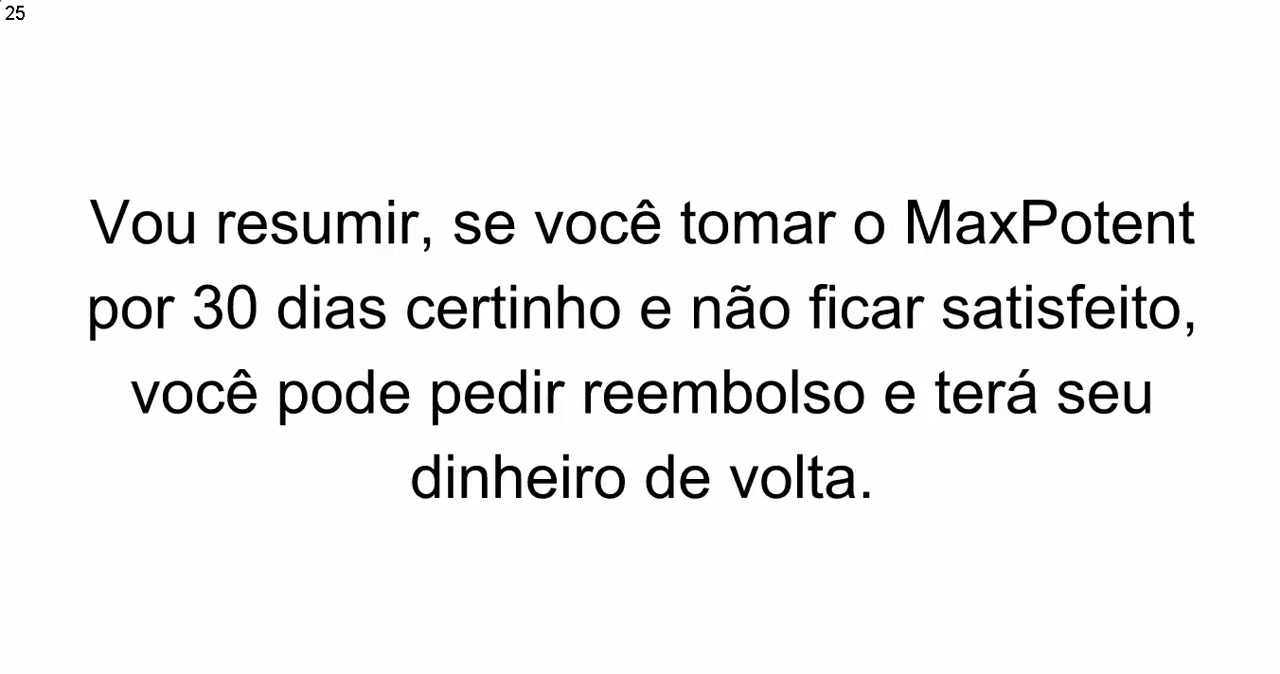 25
Vou resumir, se você tomar o MaxPotent
por 30 dias certinho e não ficar satisfeito,
você pode pedir reembolso e terá seu
dinheiro de volta.